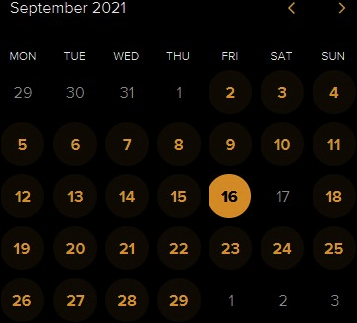 September 2021
MON TUE WED THU FRI SAT SUN
29 30 31 1 2 3 4
5 6 7 8 9 10 11
12 13 14 15 16 17 18
19 20 21 22 23 24 25
26 27 28 29 1 2 3